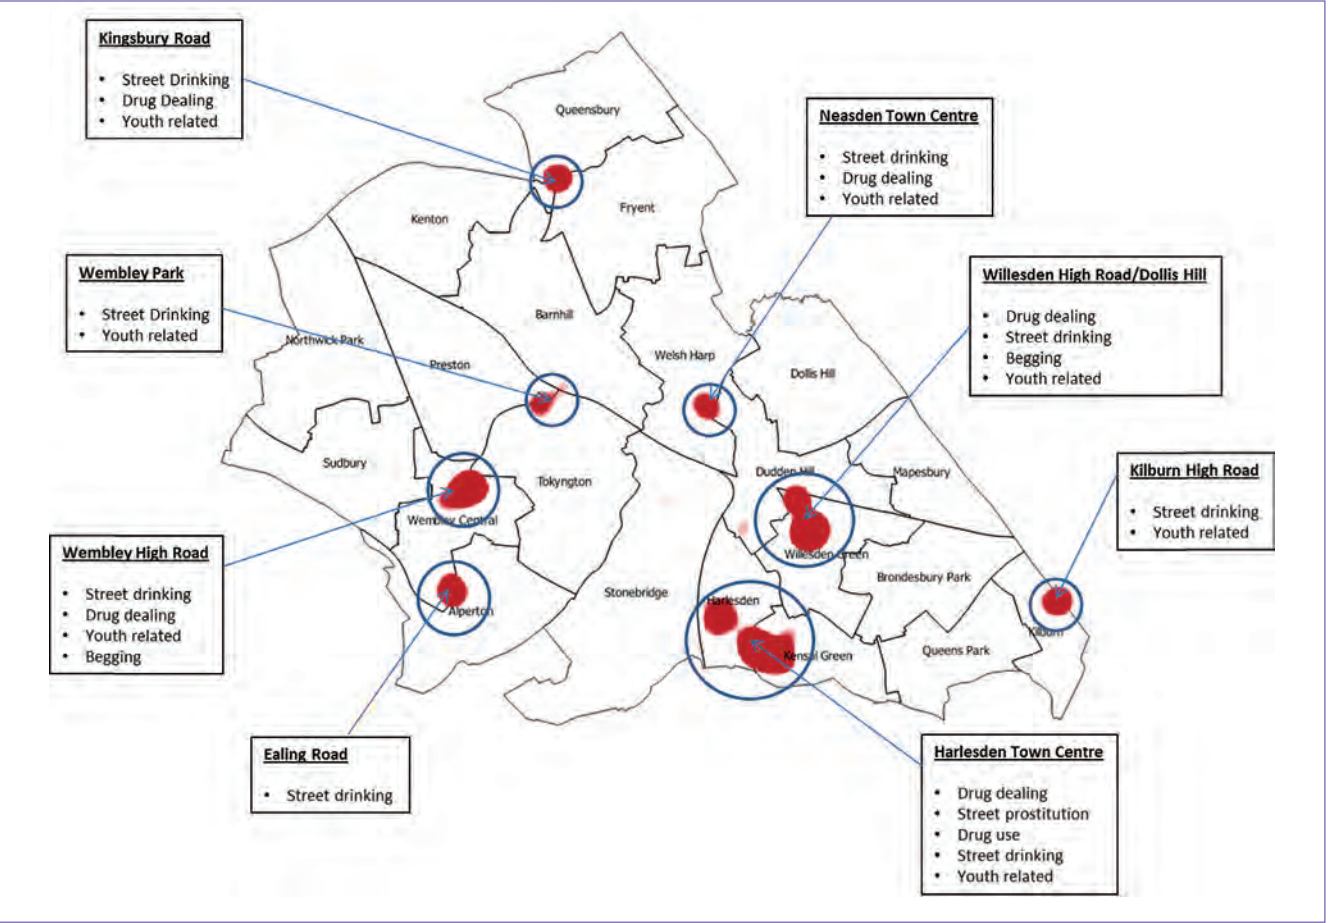 Kingsbury Road
• Street Drinking
• Drug Dealing
• Youth related
Neasden Town Centre
• Street drinking
• Drug dealing
• Youth related
Wembley Park
• Street Drinking
• Youth related
Willesden High Road/Dollis Hill
• Drug dealing
• Street drinking
• Begging
• Youth related
Kilburn High Road
• Street drinking
• Youth related
Wembley High Road
• Street drinking
• Drug dealing
• Youth related
• Begging
Ealing Road
• Street drinking
Harlesden Town Centre
• Drug dealing
• Street prostitution
• Drug use
• Street drinking
• Youth related
Queensbury
Kenton
Fryent
Barnhill
Northwick Park
Preston
Welsh Harp
Dollis Hill
Sudbury
Tokyngton
Dudden Hill
Mapesbury
Wembley Central
Willesden Green
Brondesbury Park
Stonebridge
Harlesden
Alperton
Kensal Green
Queens Park
Kilburn